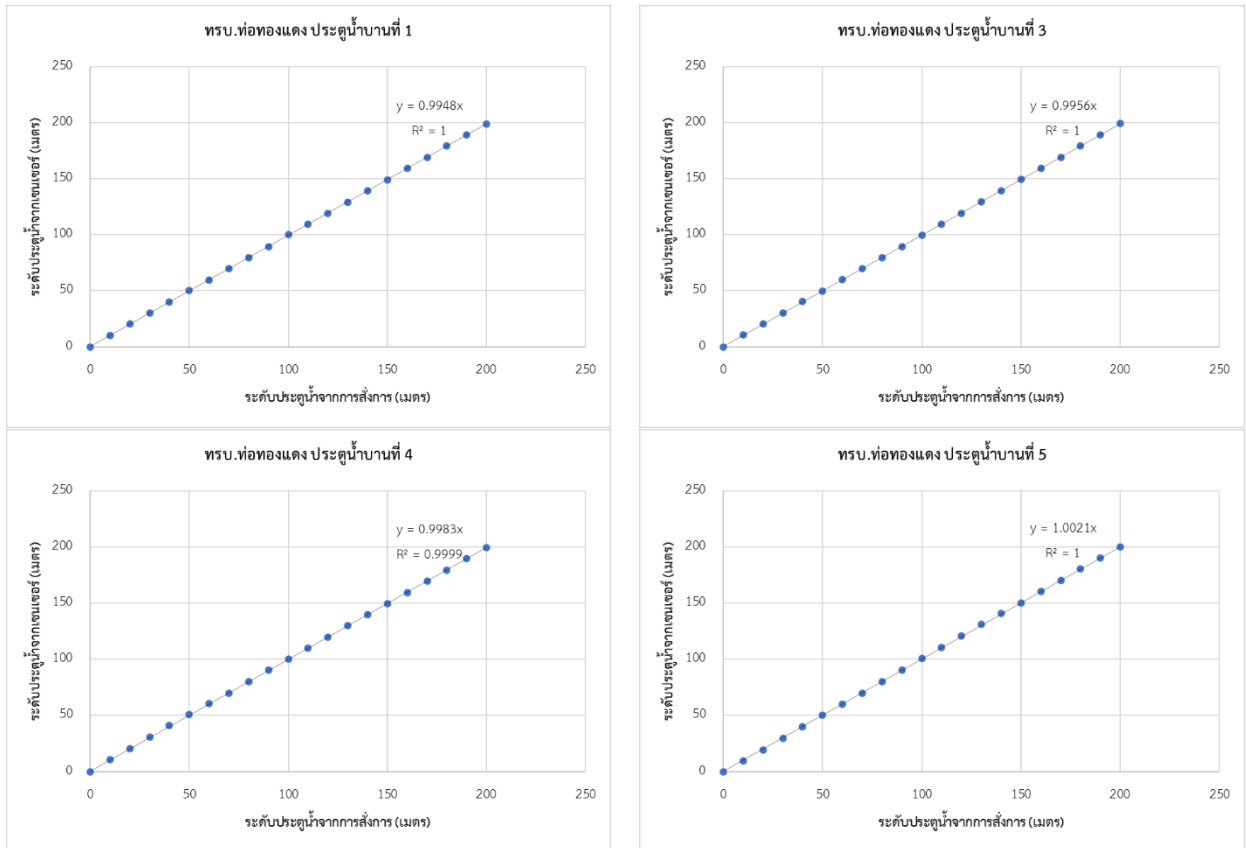 ทรบ.ท่อทองแดง ประตูน้ำบานที่ 1
ระดับประตูน้ำจากเซนเซอร์ (เมตร)
250
200
150
100
50
0
y = 0.9948x
R² = 1
0 50 100 150 200 250
ระดับประตูน้ำจากการสั่งการ (เมตร)
ทรบ.ท่อทองแดง ประตูน้ำบานที่ 3
ระดับประตูน้ำจากเซนเซอร์ (เมตร)
250
200
150
100
50
0
y = 0.9956x
R² = 1
0 50 100 150 200 250
ระดับประตูน้ำจากการสั่งการ (เมตร)
ทรบ.ท่อทองแดง ประตูน้ำบานที่ 4
ระดับประตูน้ำจากเซนเซอร์ (เมตร)
250
200
150
100
50
0
y = 0.9983x
R² = 0.9999
0 50 100 150 200 250
ระดับประตูน้ำจากการสั่งการ (เมตร)
ทรบ.ท่อทองแดง ประตูน้ำบานที่ 5
ระดับประตูน้ำจากเซนเซอร์ (เมตร)
250
200
150
100
50
0
y = 1.0021x
R² = 1
0 50 100 150 200 250
ระดับประตูน้ำจากการสั่งการ (เมตร)